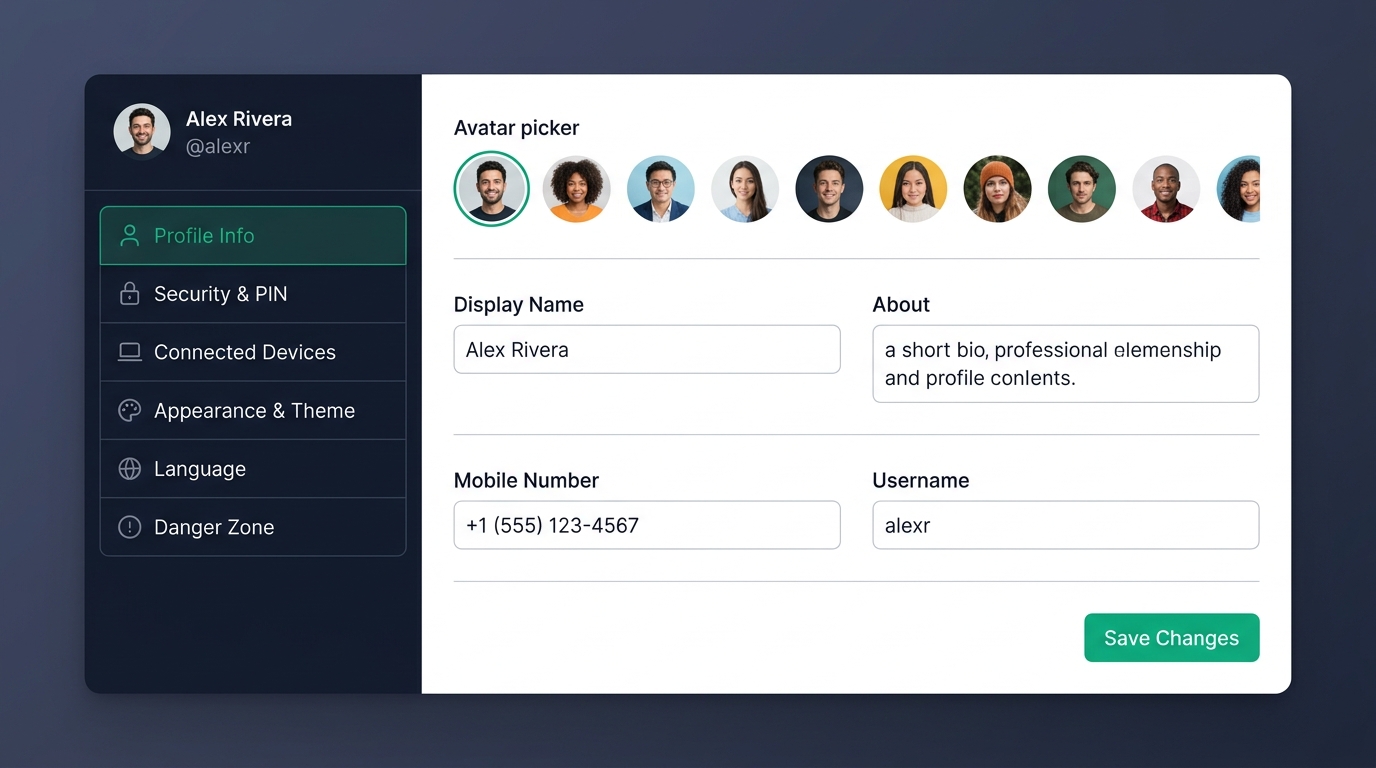 Alex Rivera
@alexr
Profile Info
Security & PIN
Connected Devices
Appearance & Theme
Language
Danger Zone
Avatar picker
Display Name
Alex Rivera
About
a short bio, professional elemenship
and profile conlents.
Mobile Number
+1 (555) 123-4567
Username
alexr
Save Changes